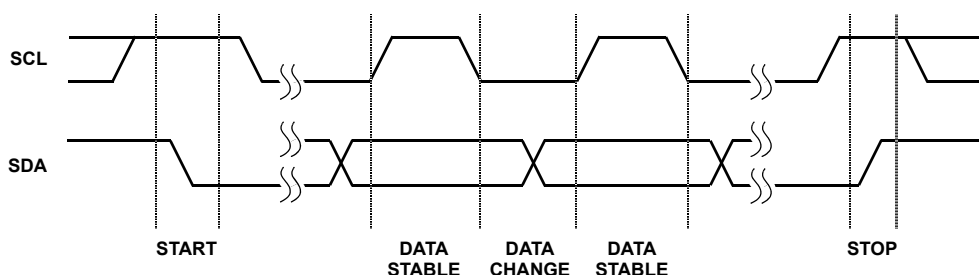 SCL
SDA
START
DATA
STABLE
DATA
CHANGE
DATA
STABLE
STOP